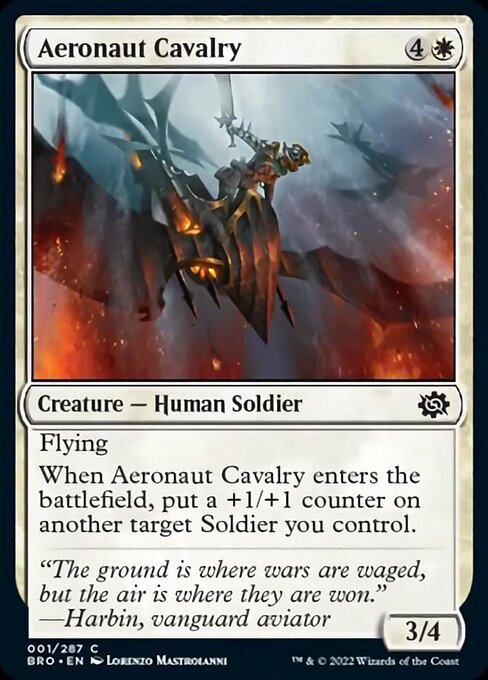 Aeronaut Cavalry 4
Creature — Human Soldier
Flying
When Aeronaut Cavalry enters the
battlefield, put a +1/+1 counter on
another target Soldier you control.
“The ground is where wars are waged,
but the air is where they are won.”
—Harbin, vanguard aviator
3/4
001/287 C
BRO • EN Lorenzo Mastroianni
™ & © 2022 Wizards of the Coast